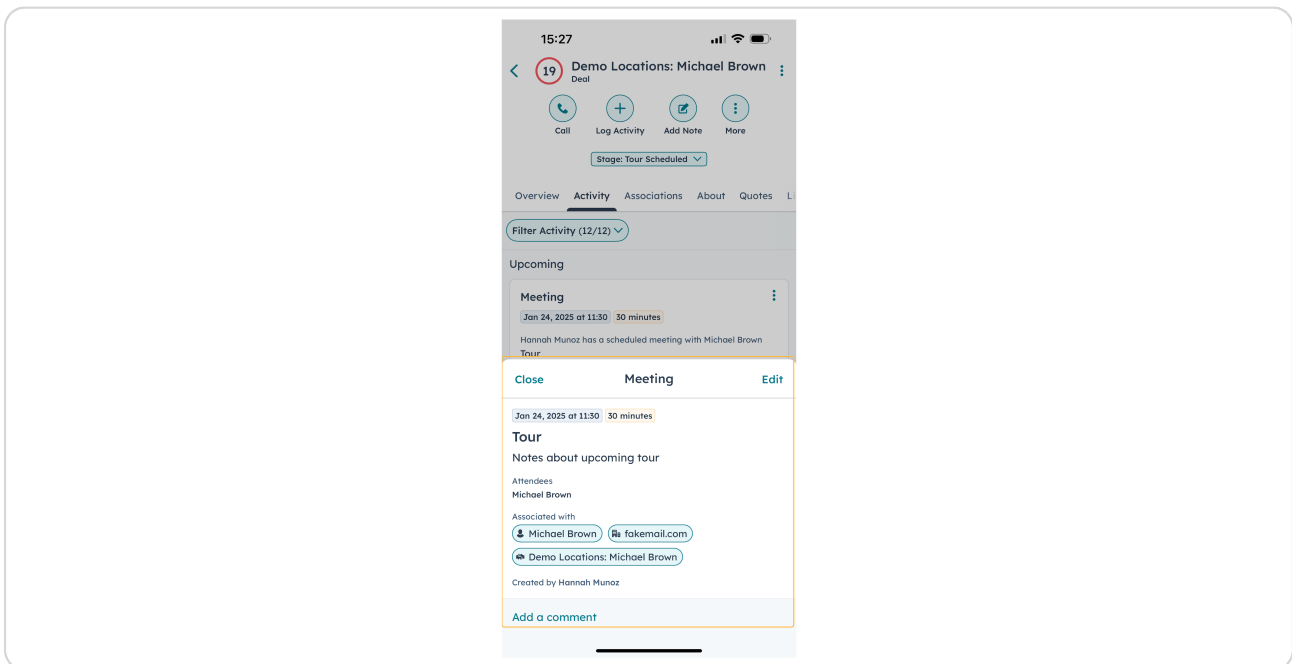 15:27
19
Demo Locations: Michael Brown
Deal
Call Log Activity Add Note More
Stage: Tour Scheduled
Overview Activity Associations About Quotes Li
Filter Activity (12/12)
Upcoming
Meeting
Jan 24, 2025 at 11:30 30 minutes
Hannah Munoz has a scheduled meeting with Michael Brown
Tour
Close Meeting Edit
Jan 24, 2025 at 11:30 30 minutes
Tour
Notes about upcoming tour
Attendees
Michael Brown
Associated with
Michael Brown fakemail.com
Demo Locations: Michael Brown
Created by Hannah Munoz
Add a comment